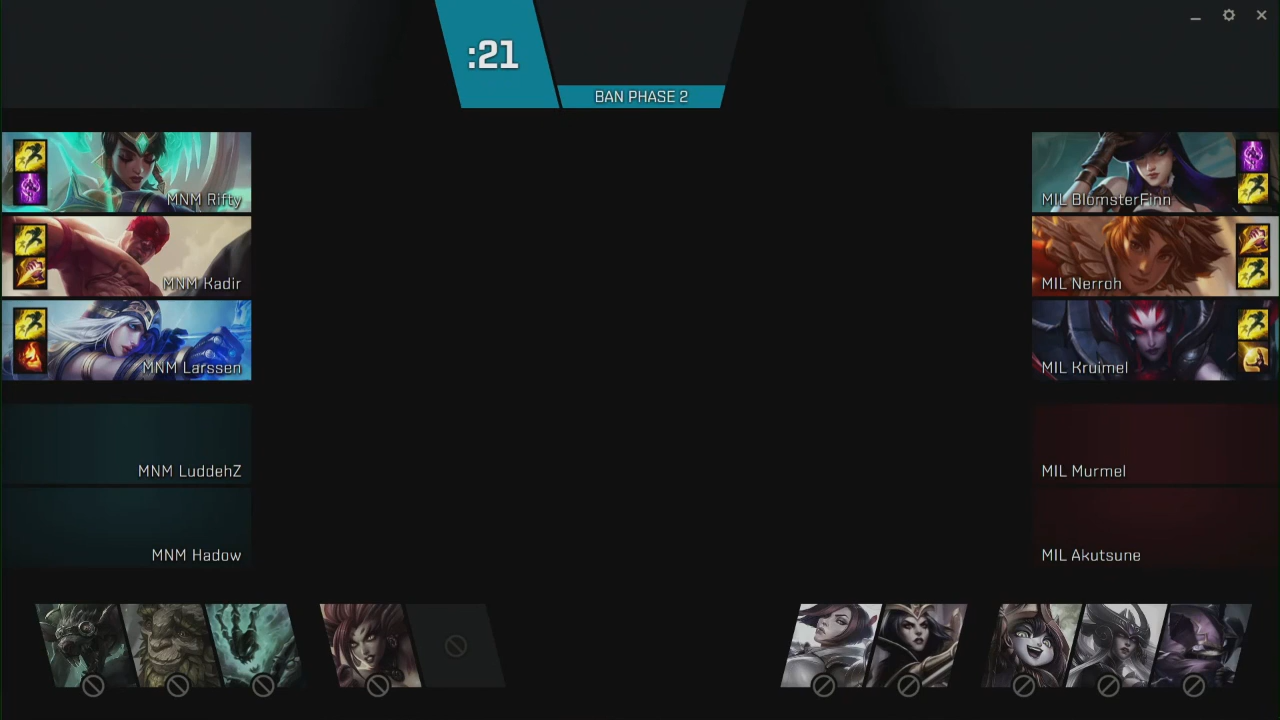 :21
BAN PHASE 2
MNM Rifty
MIL BlomsterFinn
MNM Kadir
MIL Nerroh
MNM Larssen
MIL Kruimel
MNM LuddehZ
MIL Murmel
MNM Hadow
MIL Akutsune